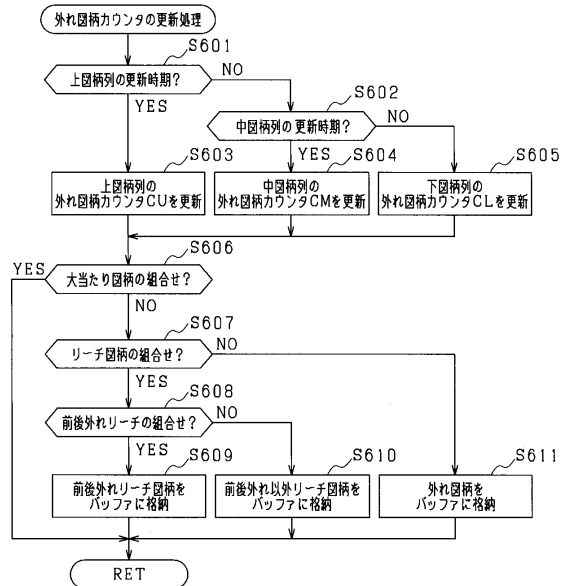 外れ図柄カウンタの更新処理
S601
上図柄列の更新時期?
NO
YES
S602
中図柄列の更新時期?
NO
YES
S603
上図柄列の
外れ図柄カウンタCUを更新
S604
中図柄列の
外れ図柄カウンタCMを更新
S605
下図柄列の
外れ図柄カウンタCLを更新
S606
大当たり図柄の組合せ?
YES
NO
S607
リーチ図柄の組合せ?
NO
YES
S608
前後外れリーチの組合せ?
NO
YES
S609
前後外れリーチ図柄を
バッファに格納
S610
前後外れ以外リーチ図柄を
バッファに格納
S611
外れ図柄を
バッファに格納
RET